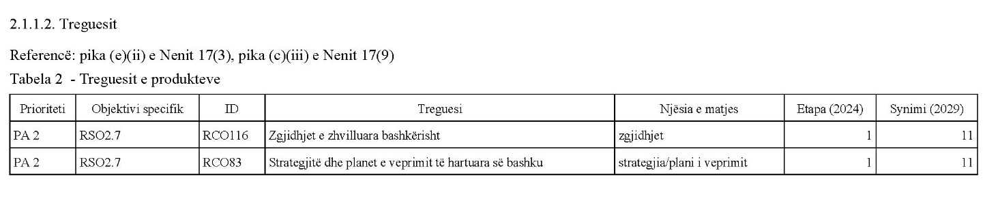 2.1.1.2. Treguesit
Referencë: pika (e)(ii) e Nenit 17(3), pika (c)(iii) e Nenit 17(9)
Tabela 2 - Treguesit e produkteve
Prioriteti Objektivi specifik ID Treguesi Njësia e matjes Etapa (2024) Synimi (2029)
PA 2 RSO2.7 RCO116 Zgjidhjet e zhvilluara bashkërisht zgjidhjet 1 11
PA 2 RSO2.7 RCO83 Strategjitë dhe planet e veprimit të hartuara së bashku strategjia/plani i veprimit 1 11